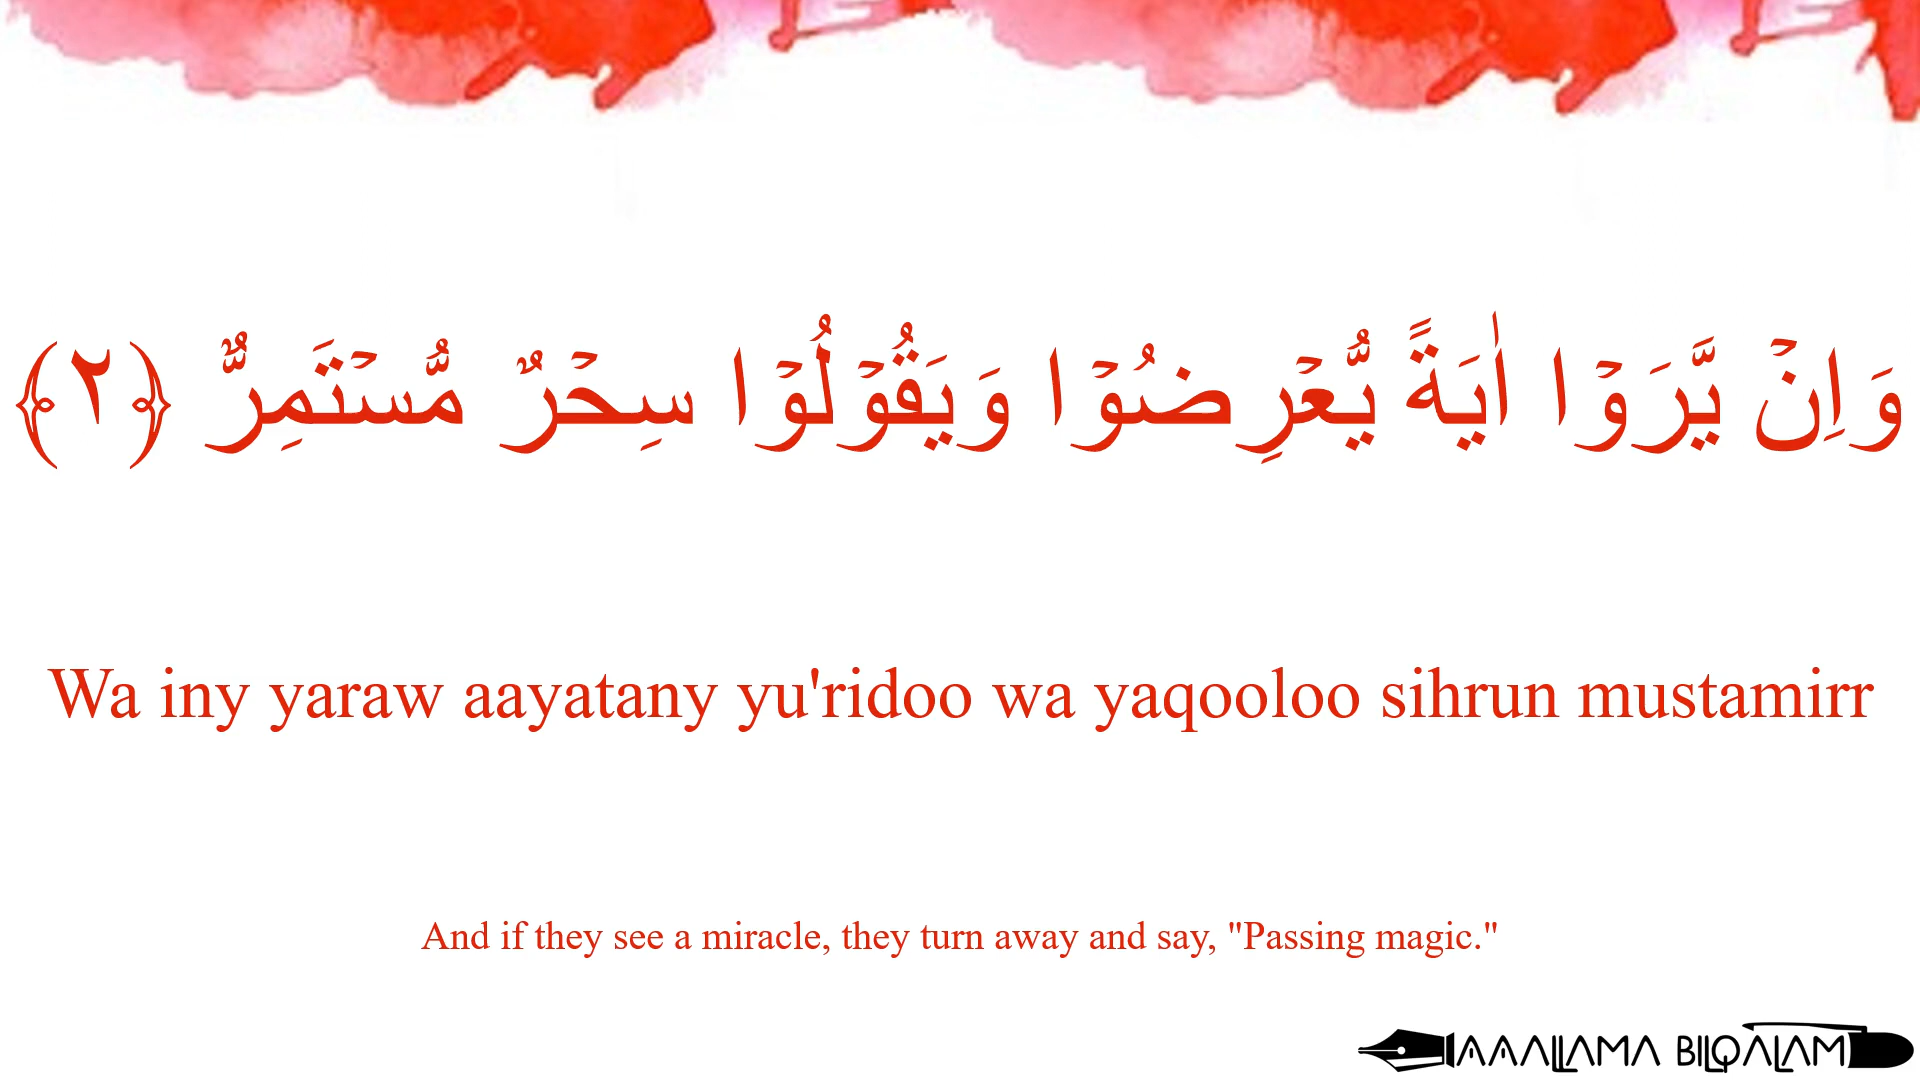 وَاِنۡ يَّرَوۡا اٰيَةً يُّعۡرِضُوۡا وَيَقُوۡلُوۡا سِحۡرٌ مُّسۡتَمِرٌّ ﴿٢﴾
Wa iny yaraw aayatany yu'ridoo wa yaqooloo sihrun mustamirr
And if they see a miracle, they turn away and say, "Passing magic."
AAALLAMA BILQALAM